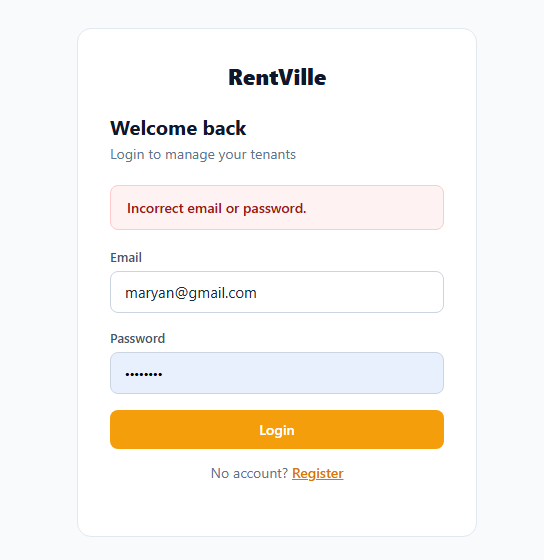 RentVille
Welcome back
Login to manage your tenants
Incorrect email or password.
Email
maryan@gmail.com
Password
••••••••
Login
No account? Register